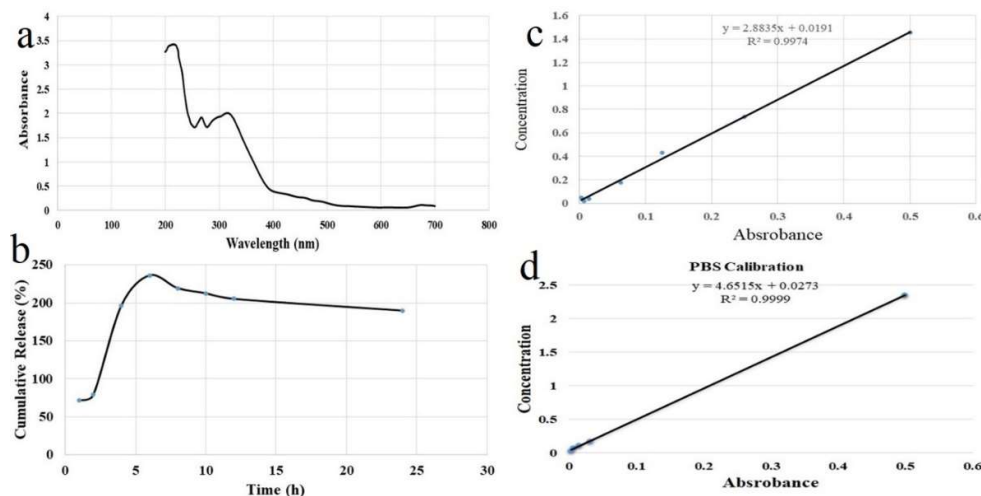 a
4
3.5
3
2.5
2
1.5
1
0.5
0
Absorbance
0 100 200 300 400 500 600 700 800
Wavelength (nm)
b
250
200
150
100
50
0
Cumulative Release (%)
0 5 10 15 20 25 30
Time (h)
c
1.6
1.4
1.2
1
0.8
0.6
0.4
0.2
0
Concentration
y = 2.8835x + 0.0191
R² = 0.9974
0 0.1 0.2 0.3 0.4 0.5 0.6
Absrobance
d
PBS Calibration
y = 4.6515x + 0.0273
R² = 0.9999
2.5
2
1.5
1
0.5
0
Concentration
0 0.1 0.2 0.3 0.4 0.5 0.6
Absrobance